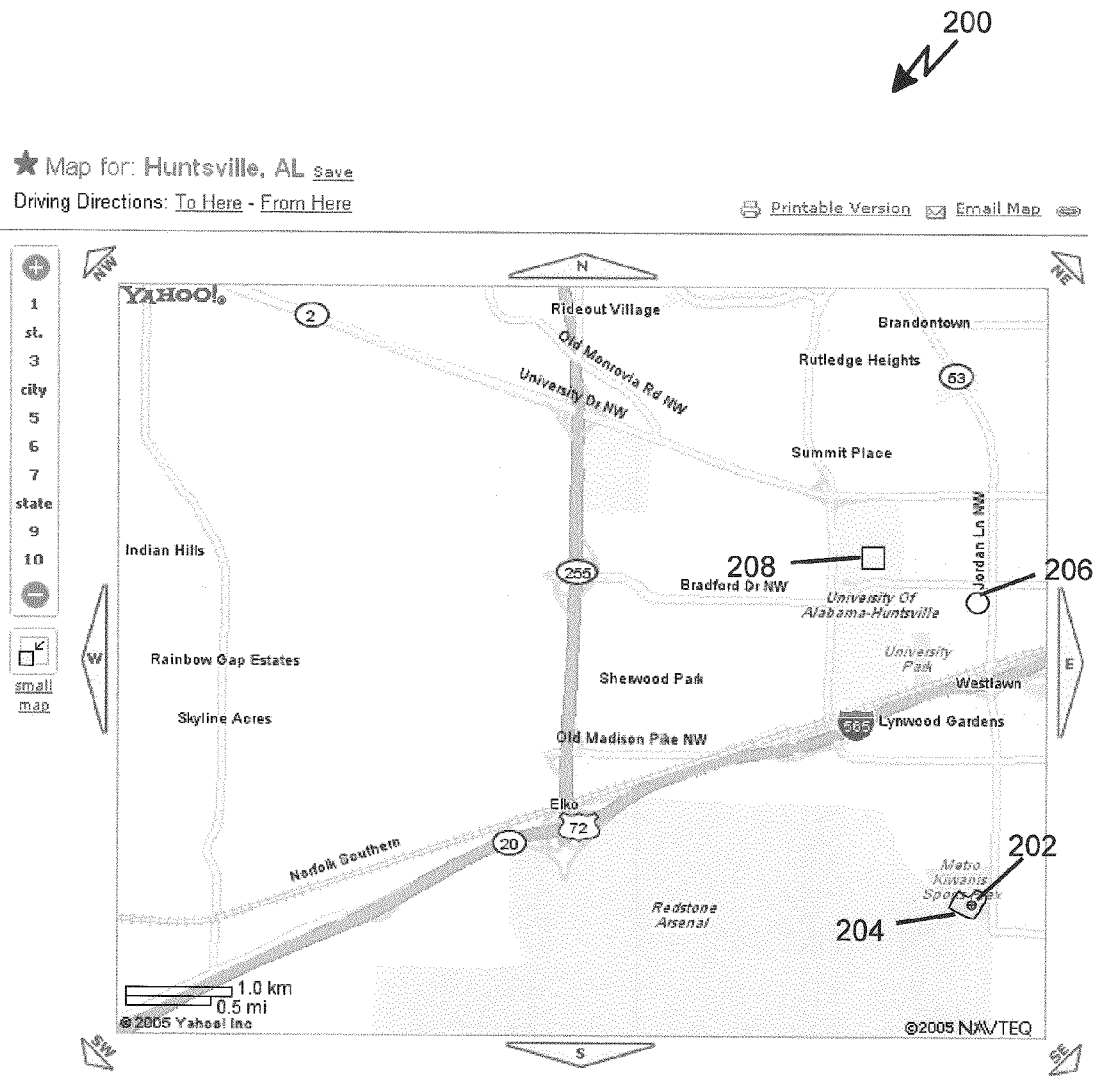 200
Map for: Huntsville, AL Save
Driving Directions: To Here - From Here
Printable Version Email Map
NW
N
NE
1
st.
3
city
5
6
7
state
9
10
small
map
YAHOO!
2
Rideout Village
Brandontown
Old Monrovia Rd NW
Rutledge Heights
53
University Dr NW
Summit Place
Jordan Ln NW
Indian Hills
208
206
255
Bradford Dr NW
University Of
Alabama-Huntsville
W
Rainbow Gap Estates
University
Park
E
Sherwood Park
Westlawn
Skyline Acres
565
Lynwood Gardens
Old Madison Pike NW
Elko
72
20
Norfolk Southern
202
Metro
Kiwanis
Redstone
Arsenal
204
1.0 km
0.5 mi
©2005 Yahoo! Inc
©2005 NAVTEQ
SW
S
SE